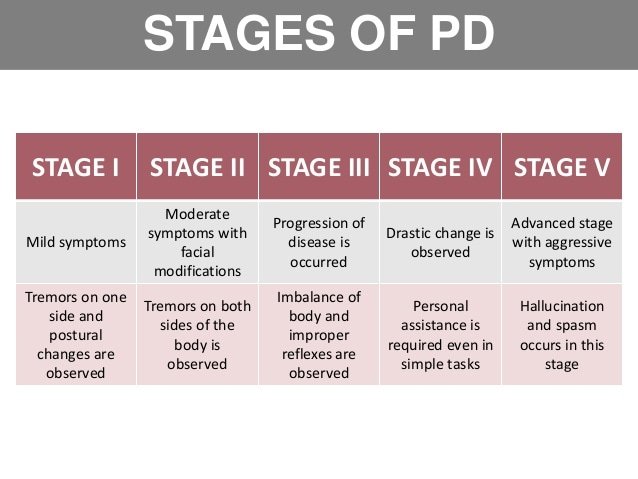 STAGES OF PD
STAGE I
STAGE II
STAGE III
STAGE IV
STAGE V
Mild symptoms
Moderate
symptoms with
facial
modifications
Progression of
disease is
occurred
Drastic change is
observed
Advanced stage
with aggressive
symptoms
Tremors on one
side and
postural
changes are
observed
Tremors on both
sides of the
body is
observed
Imbalance of
body and
improper
reflexes are
observed
Personal
assistance is
required even in
simple tasks
Hallucination
and spasm
occurs in this
stage